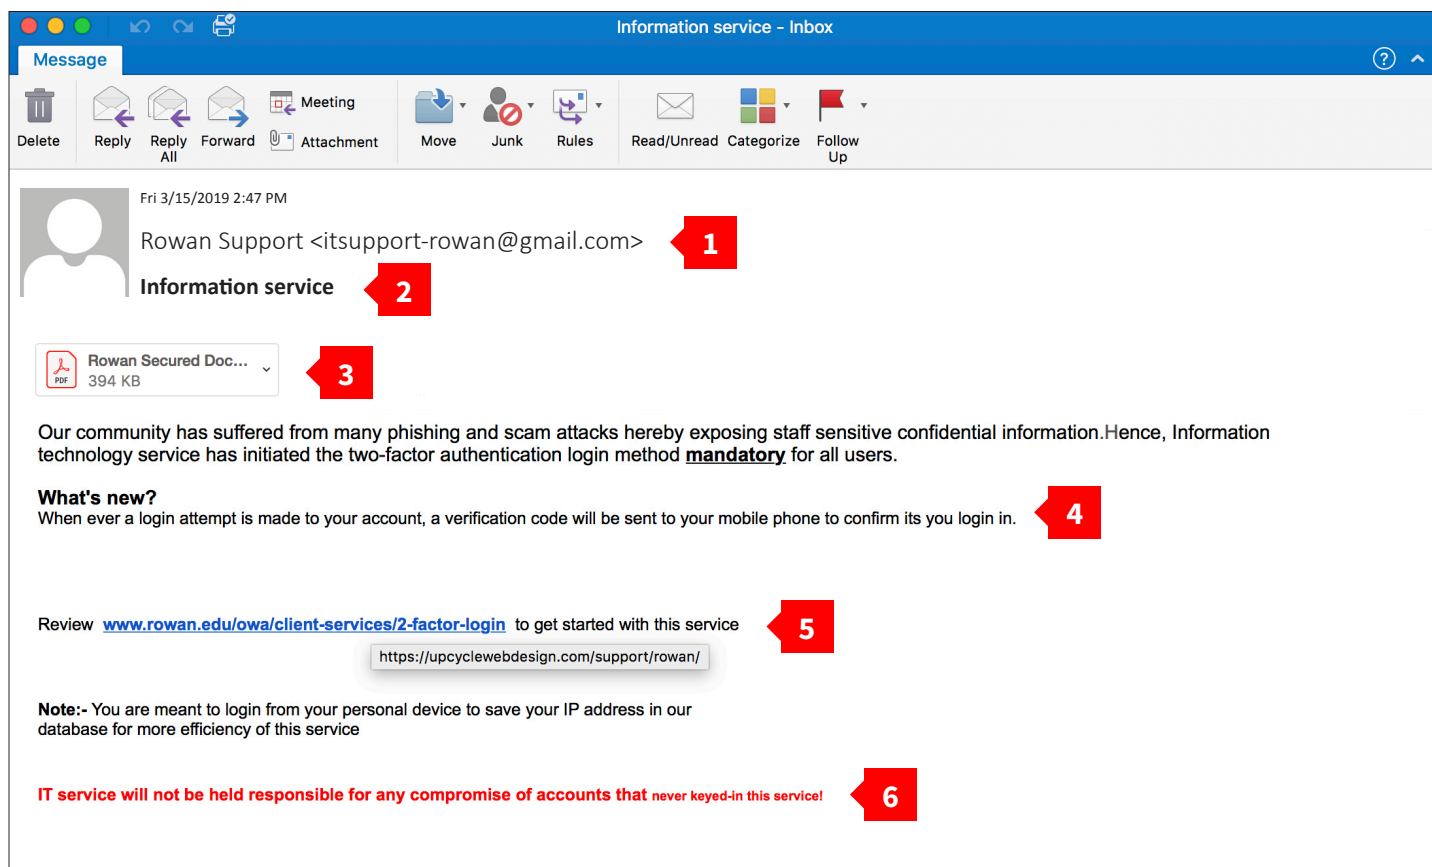 Information service – Inbox
Message
?
Delete
Reply
Reply All
Forward
Meeting
Attachment
Move
Junk
Rules
Read/Unread
Categorize
Follow Up
Fri 3/15/2019 2:47 PM
Rowan Support <itsupport-rowan@gmail.com>
1
Information service
2
PDF
Rowan Secured Doc...
394 KB
3
Our community has suffered from many phishing and scam attacks hereby exposing staff sensitive confidential information.Hence, Information
technology service has initiated the two-factor authentication login method mandatory for all users.
What's new?
When ever a login attempt is made to your account, a verification code will be sent to your mobile phone to confirm its you login in.
4
Review www.rowan.edu/owa/client-services/2-factor-login to get started with this service
5
https://upcyclewebdesign.com/support/rowan/
Note:- You are meant to login from your personal device to save your IP address in our
database for more efficiency of this service
IT service will not be held responsible for any compromise of accounts that never keyed-in this service!
6